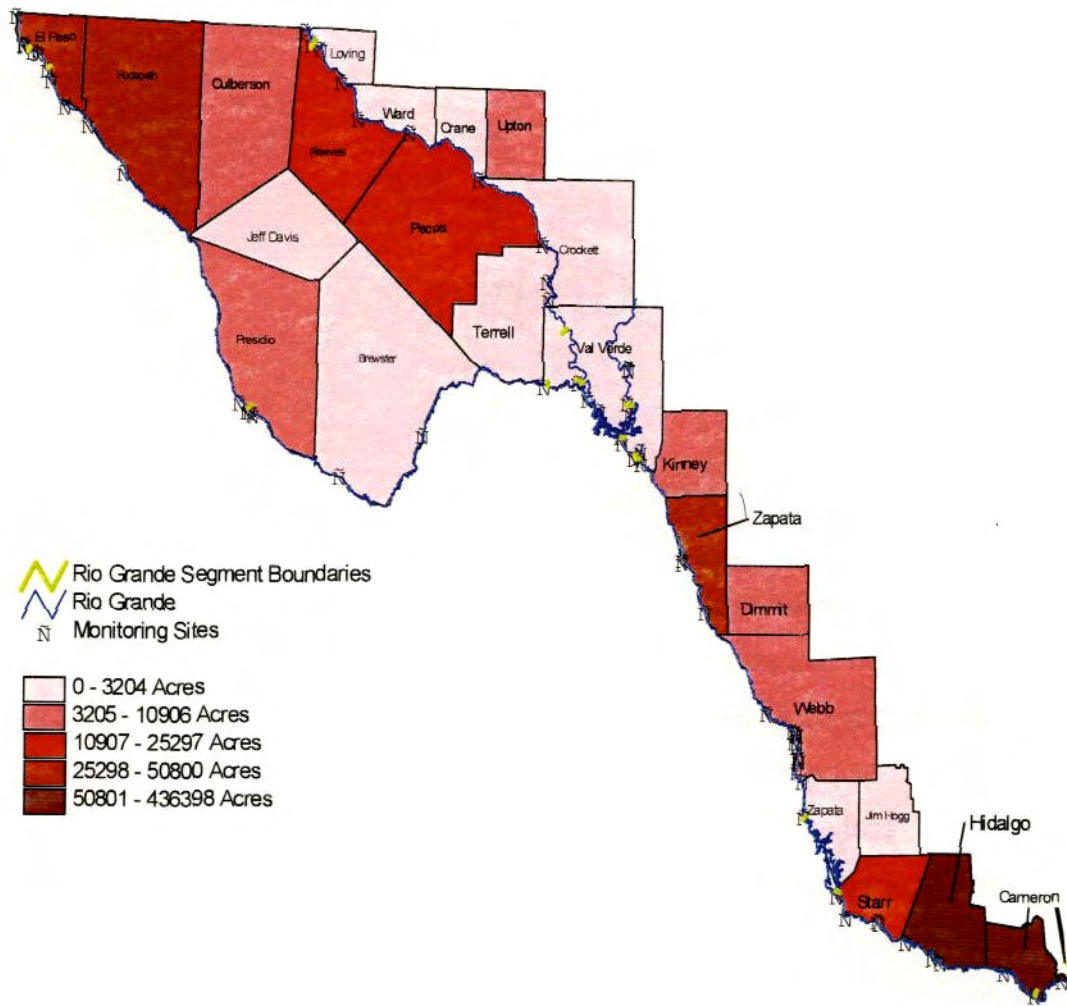 El Paso
Hudspeth
Culberson
Loving
Ward
Crane
Upton
Reeves
Pecos
Jeff Davis
Crockett
Presidio
Brewster
Terrell
Val Verde
Kinney
Zapata
Dimmit
Webb
Zapata
Jim Hogg
Hidalgo
Starr
Cameron
Rio Grande Segment Boundaries
Rio Grande
Ñ Monitoring Sites
0 - 3204 Acres
3205 - 10906 Acres
10907 - 25297 Acres
25298 - 50800 Acres
50801 - 436398 Acres